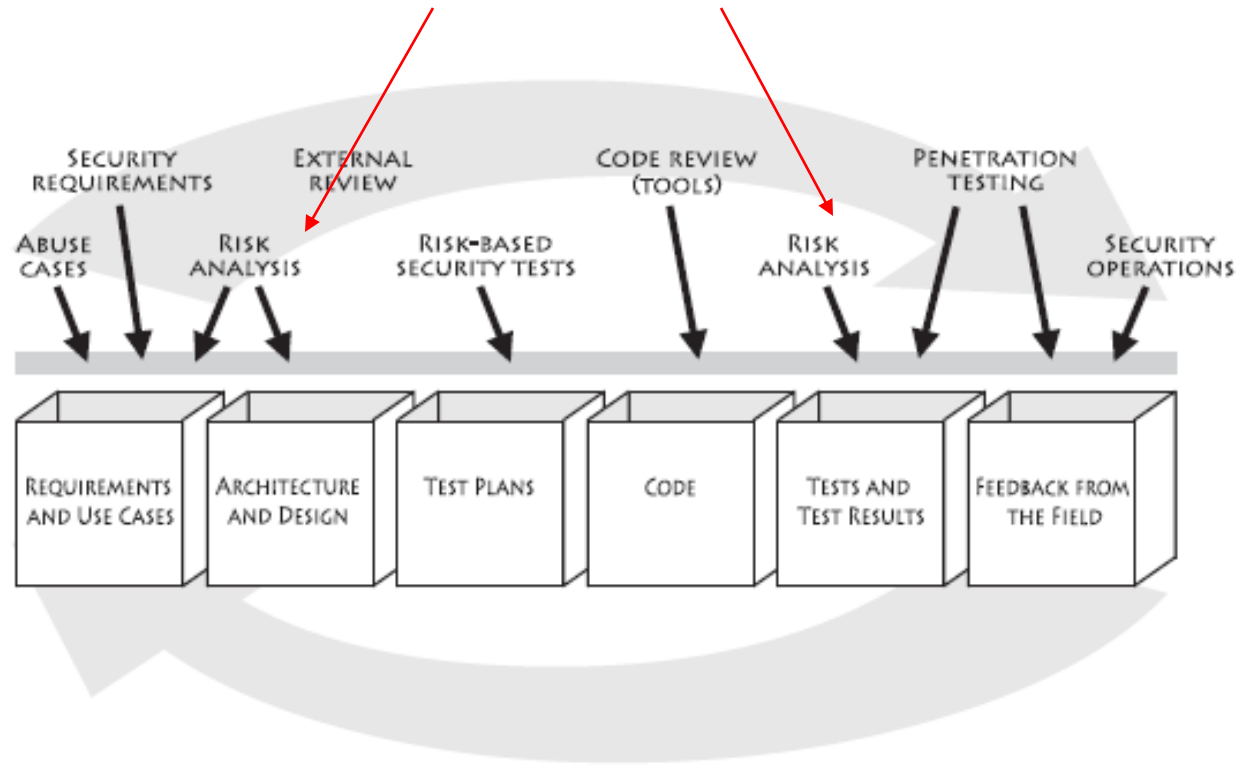 SECURITY
REQUIREMENTS
EXTERNAL
REVIEW
CODE REVIEW
(TOOLS)
PENETRATION
TESTING
ABUSE
CASES
RISK
ANALYSIS
RISK-BASED
SECURITY TESTS
RISK
ANALYSIS
SECURITY
OPERATIONS
REQUIREMENTS
AND USE CASES
ARCHITECTURE
AND DESIGN
TEST PLANS
CODE
TESTS AND
TEST RESULTS
FEEDBACK FROM
THE FIELD